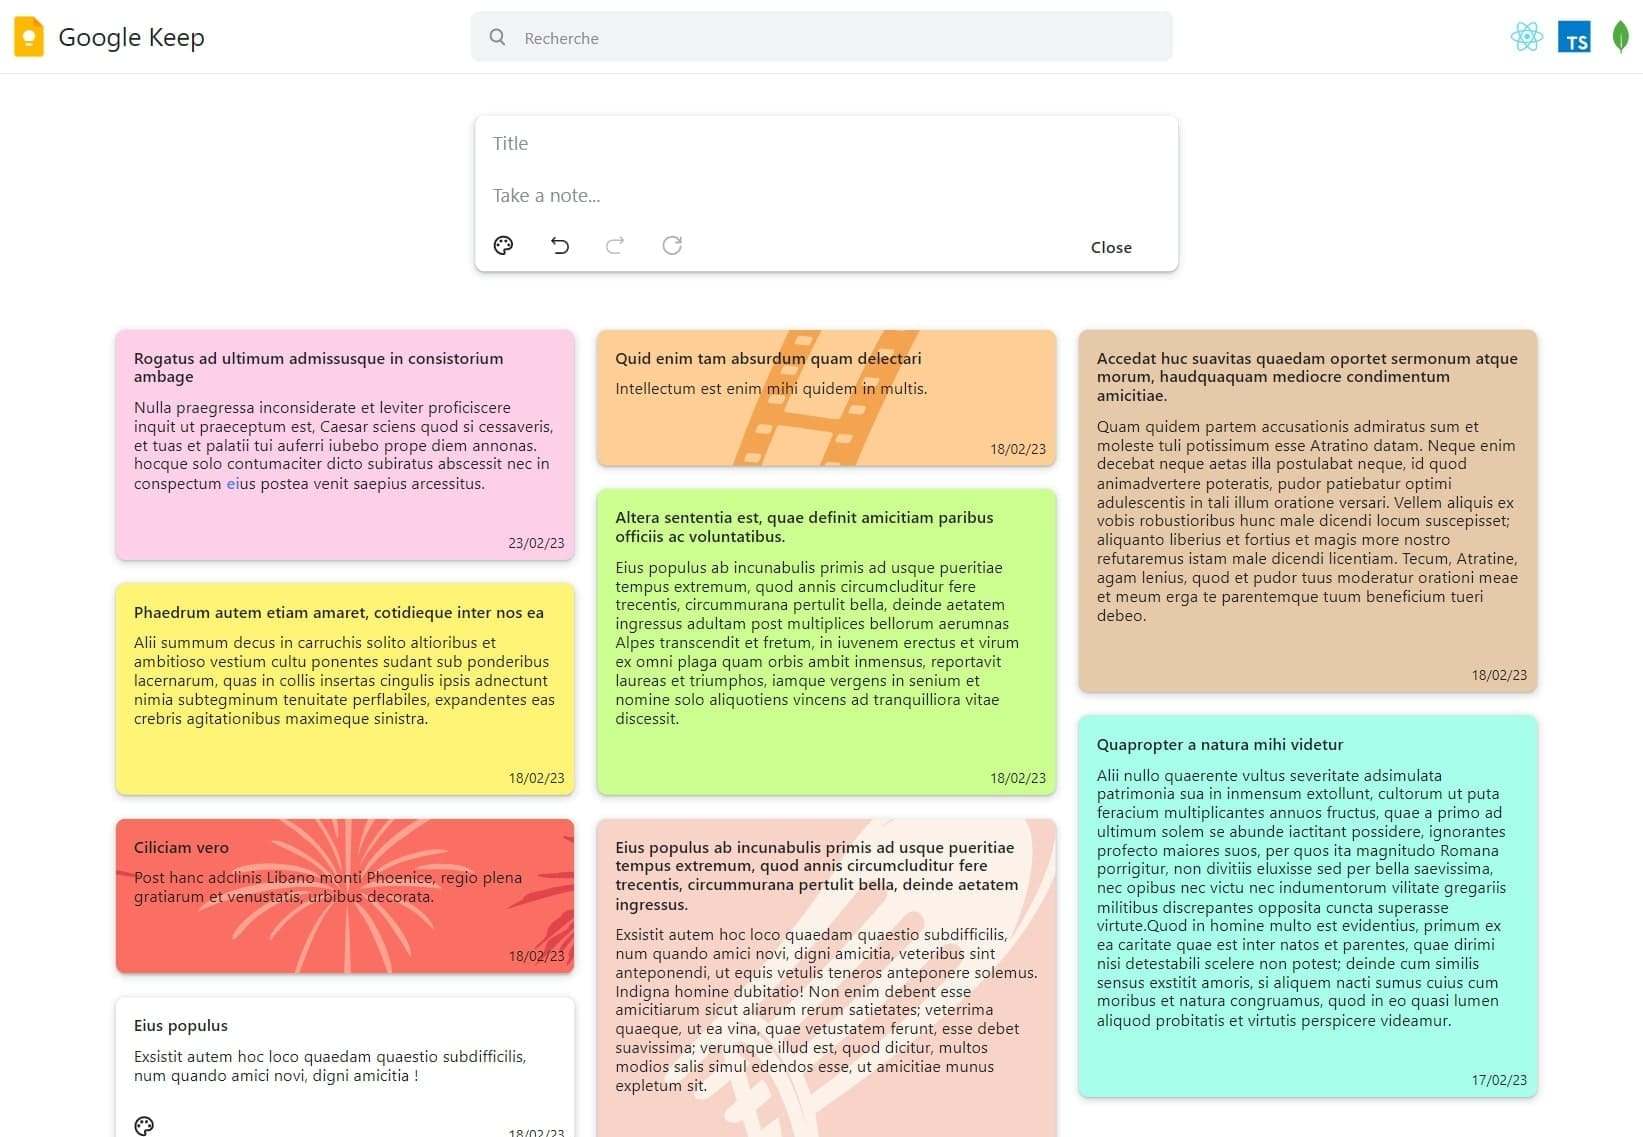 Google Keep
Recherche
TS
Title
Take a note...
Close
Rogatus ad ultimum admissusque in consistorium
ambage
Nulla praegressa inconsiderate et leviter proficiscere
inquit ut praeceptum est, Caesar sciens quod si cessaveris,
et tuas et palatii tui auferri iubebo prope diem annonas.
hocque solo contumaciter dicto subiratus abscessit nec in
conspectum eius postea venit saepius arcessitus.
23/02/23
Phaedrum autem etiam amaret, cotidieque inter nos ea
Alii summum decus in carruchis solito altioribus et
ambitioso vestium cultu ponentes sudant sub ponderibus
lacernarum, quas in collis insertas cingulis ipsis adnectunt
nimia subtegminum tenuitate perflabiles, expandentes eas
crebris agitationibus maximeque sinistra.
18/02/23
Ciliciam vero
Post hanc adclinis Libano monti Phoenice, regio plena
gratiarum et venustatis, urbibus decorata.
18/02/23
Eius populus
Exsistit autem hoc loco quaedam quaestio subdifficilis,
num quando amici novi, digni amicitia !
18/02/23
Quid enim tam absurdum quam delectari
Intellectum est enim mihi quidem in multis.
18/02/23
Altera sententia est, quae definit amicitiam paribus
officiis ac voluntatibus.
Eius populus ab incunabulis primis ad usque pueritiae
tempus extremum, quod annis circumcluditur fere
trecentis, circummurana pertulit bella, deinde aetatem
ingressus adultam post multiplices bellorum aerumnas
Alpes transcendit et fretum, in iuvenem erectus et virum
ex omni plaga quam orbis ambit inmensus, reportavit
laureas et triumphos, iamque vergens in senium et
nomine solo aliquotiens vincens ad tranquilliora vitae
discessit.
18/02/23
Eius populus ab incunabulis primis ad usque pueritiae
tempus extremum, quod annis circumcluditur fere
trecentis, circummurana pertulit bella, deinde aetatem
ingressus.
Exsistit autem hoc loco quaedam quaestio subdifficilis,
num quando amici novi, digni amicitia, veteribus sint
anteponendi, ut equis vetulis teneros anteponere solemus.
Indigna homine dubitatio! Non enim debent esse
amicitiarum sicut aliarum rerum satietates; veterrima
quaeque, ut ea vina, quae vetustatem ferunt, esse debet
suavissima; verumque illud est, quod dicitur, multos
modios salis simul edendos esse, ut amicitiae munus
expletum sit.
Accedat huc suavitas quaedam oportet sermonum atque
morum, haudquaquam mediocre condimentum
amicitiae.
Quam quidem partem accusationis admiratus sum et
moleste tuli potissimum esse Atratino datam. Neque enim
decebat neque aetas illa postulabat neque, id quod
animadvertere poteratis, pudor patiebatur optimi
adulescentis in tali illum oratione versari. Vellem aliquis ex
vobis robustioribus hunc male dicendi locum suscepisset;
aliquanto liberius et fortius et magis more nostro
refutaremus istam male dicendi licentiam. Tecum, Atratine,
agam lenius, quod et pudor tuus moderatur orationi meae
et meum erga te parentemque tuum beneficium tueri
debeo.
18/02/23
Quapropter a natura mihi videtur
Alii nullo quaerente vultus severitate adsimulata
patrimonia sua in inmensum extollunt, cultorum ut puta
feracium multiplicantes annuos fructus, quae a primo ad
ultimum solem se abunde iactitant possidere, ignorantes
profecto maiores suos, per quos ita magnitudo Romana
porrigitur, non divitiis eluxisse sed per bella saevissima,
nec opibus nec victu nec indumentorum vilitate gregariis
militibus discrepantes opposita cuncta superasse
virtute.Quod in homine multo est evidentius, primum ex
ea caritate quae est inter natos et parentes, quae dirimi
nisi detestabili scelere non potest; deinde cum similis
sensus exstitit amoris, si aliquem nacti sumus cuius cum
moribus et natura congruamus, quod in eo quasi lumen
aliquod probitatis et virtutis perspicere videamur.
17/02/23